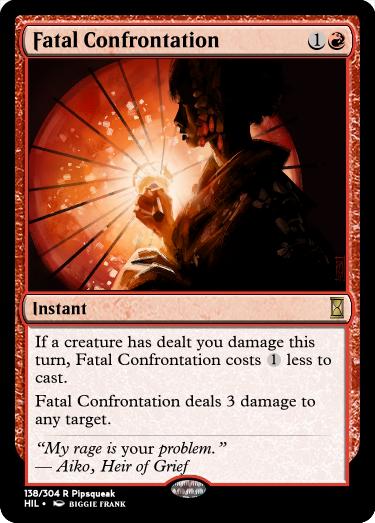 Fatal Confrontation 1
Instant
If a creature has dealt you damage this
turn, Fatal Confrontation costs 1 less to
cast.
Fatal Confrontation deals 3 damage to
any target.
“My rage is your problem.”
— Aiko, Heir of Grief
138/304 R Pipsqueak
HIL • BIGGIE FRANK